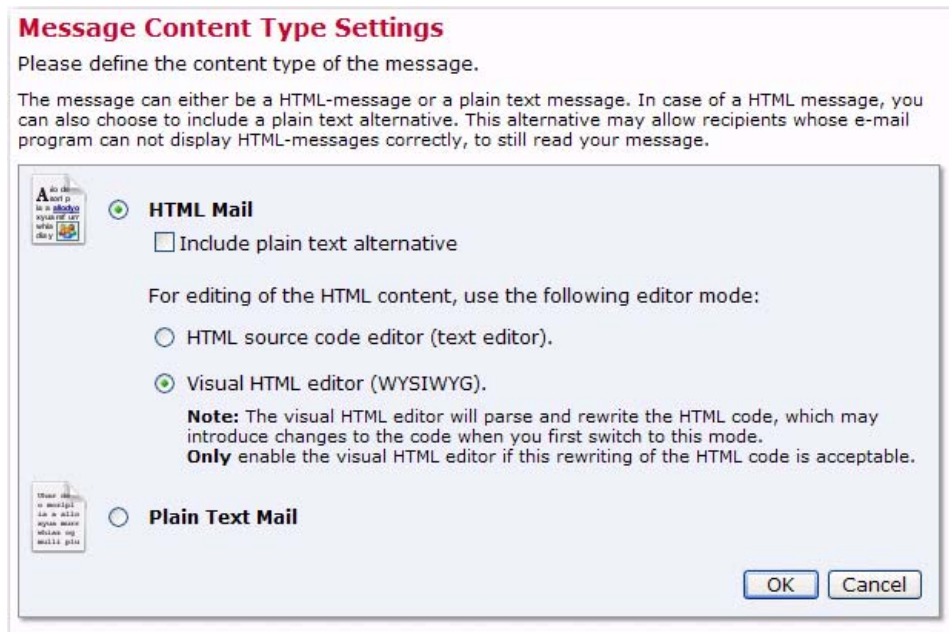 Message Content Type Settings
Please define the content type of the message.
The message can either be a HTML-message or a plain text message. In case of a HTML message, you
can also choose to include a plain text alternative. This alternative may allow recipients whose e-mail
program can not display HTML-messages correctly, to still read your message.
HTML Mail
Include plain text alternative
For editing of the HTML content, use the following editor mode:
HTML source code editor (text editor).
Visual HTML editor (WYSIWYG).
Note: The visual HTML editor will parse and rewrite the HTML code, which may
introduce changes to the code when you first switch to this mode.
Only enable the visual HTML editor if this rewriting of the HTML code is acceptable.
Plain Text Mail
OK Cancel